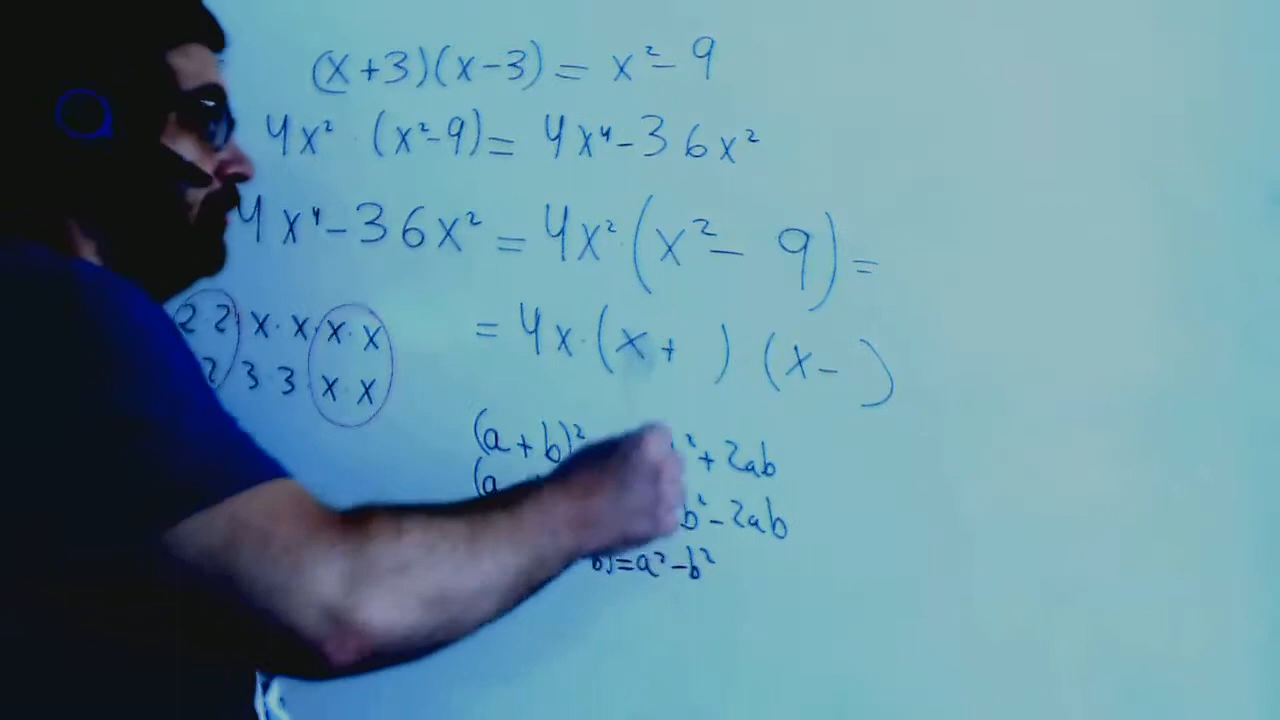 (x+3)(x-3) = x²-9
4x² · (x²-9) = 4x⁴-36x²
4x⁴-36x² = 4x² · (x² - 9) =
= 4x · (x + ) (x - )
2 2 x · x · x · x
2 3 3 x · x
(a+b)² ² + 2ab
(a b² - 2ab
b) = a² - b²